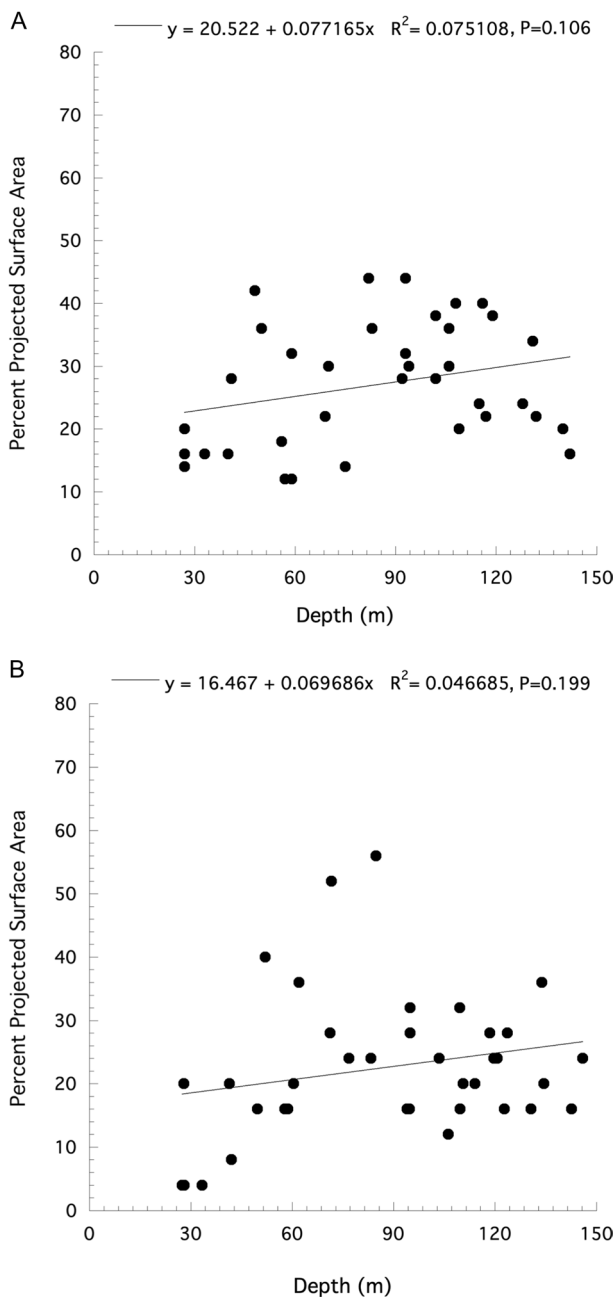 A
y = 20.522 + 0.077165x R²= 0.075108, P=0.106
80
70
60
50
40
30
20
10
0
Percent Projected Surface Area
0 30 60 90 120 150
Depth (m)
B
y = 16.467 + 0.069686x R²= 0.046685, P=0.199
80
70
60
50
40
30
20
10
0
Percent Projected Surface Area
0 30 60 90 120 150
Depth (m)